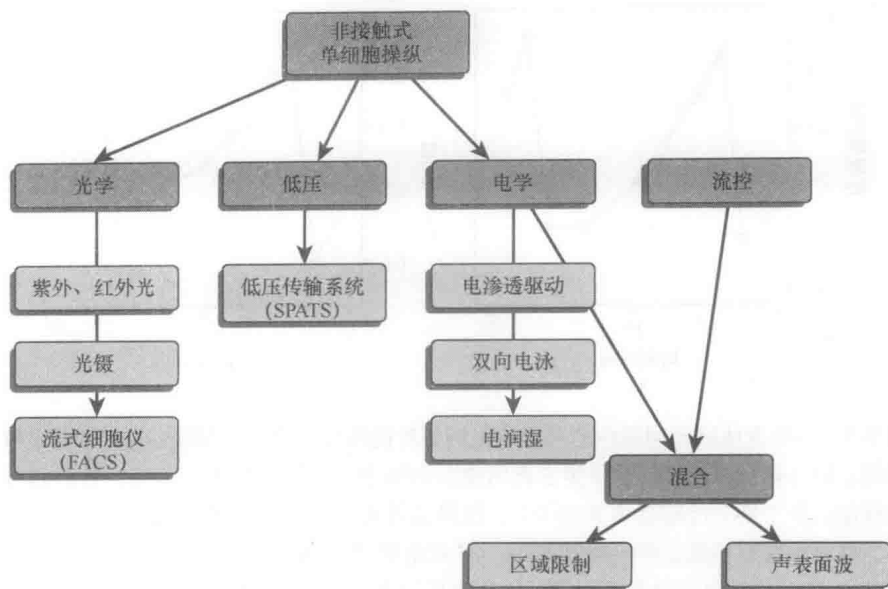 非接触式
单细胞操纵
光学
低压
电学
流控
紫外、红外光
低压传输系统
(SPATS)
电渗透驱动
光镊
双向电泳
流式细胞仪
(FACS)
电润湿
混合
区域限制
声表面波